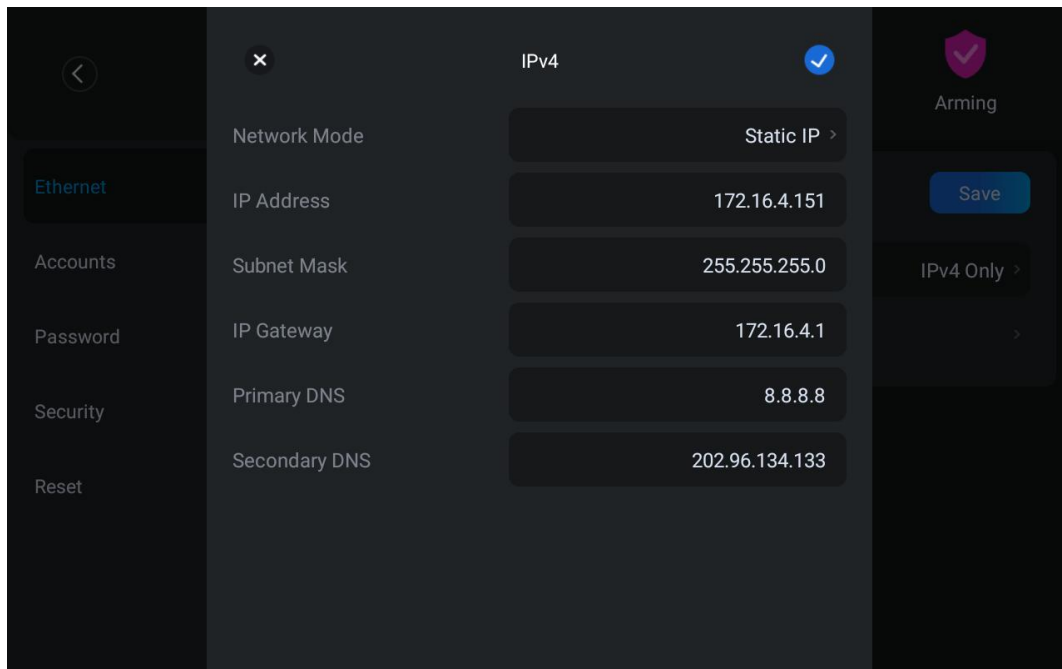 IPv4
Arming
Network Mode
Static IP
Ethernet
IP Address
172.16.4.151
Save
Accounts
Subnet Mask
255.255.255.0
IPv4 Only
Password
IP Gateway
172.16.4.1
Primary DNS
8.8.8.8
Security
Secondary DNS
202.96.134.133
Reset